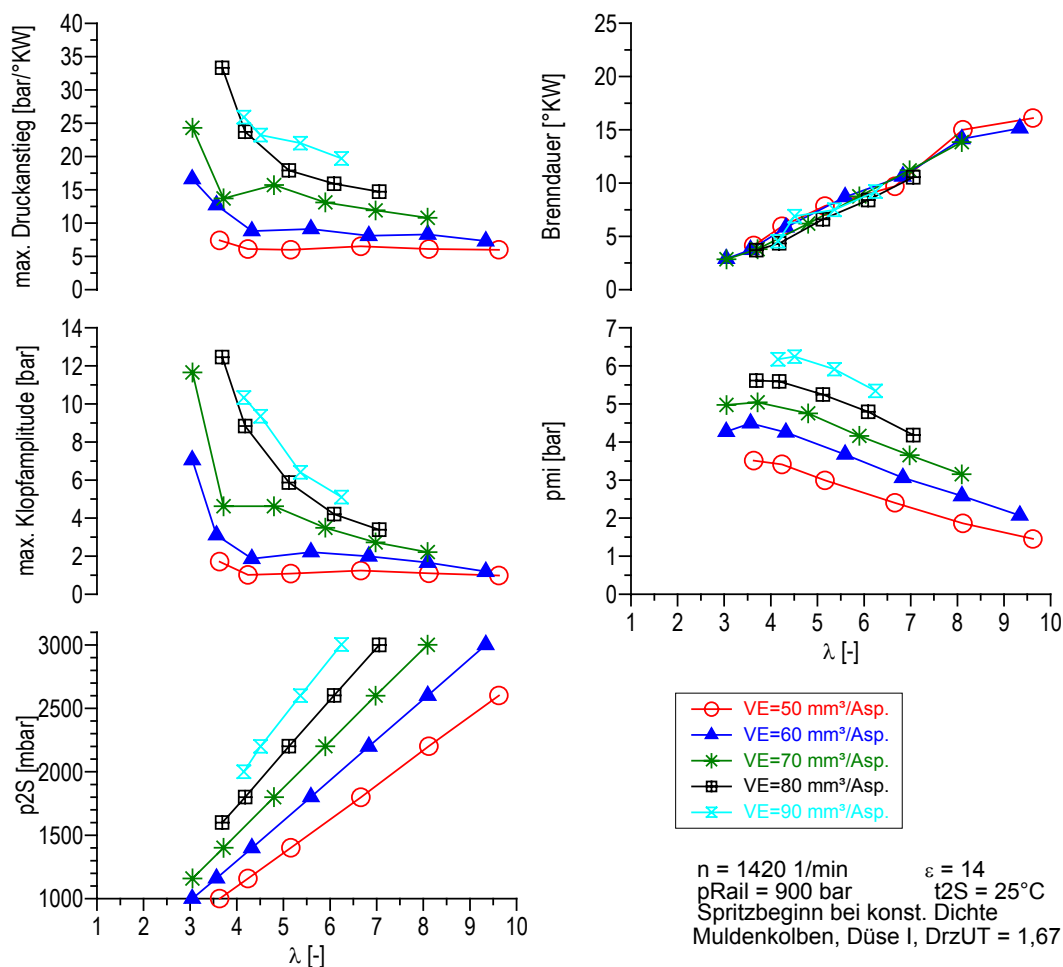 max. Druckanstieg [bar/°KW]
40
35
30
25
20
15
10
5
0
Brenndauer [°KW]
25
20
15
10
5
0
max. Klopfamplitude [bar]
14
12
10
8
6
4
2
0
pmi [bar]
7
6
5
4
3
2
1
0
1 2 3 4 5 6 7 8 9 10
λ [-]
p2S [mbar]
3000
2500
2000
1500
1000
1 2 3 4 5 6 7 8 9 10
λ [-]
VE=50 mm³/Asp.
VE=60 mm³/Asp.
VE=70 mm³/Asp.
VE=80 mm³/Asp.
VE=90 mm³/Asp.
n = 1420 1/min ε = 14
pRail = 900 bar t2S = 25°C
Spritzbeginn bei konst. Dichte
Muldenkolben, Düse I, DrzUT = 1,67